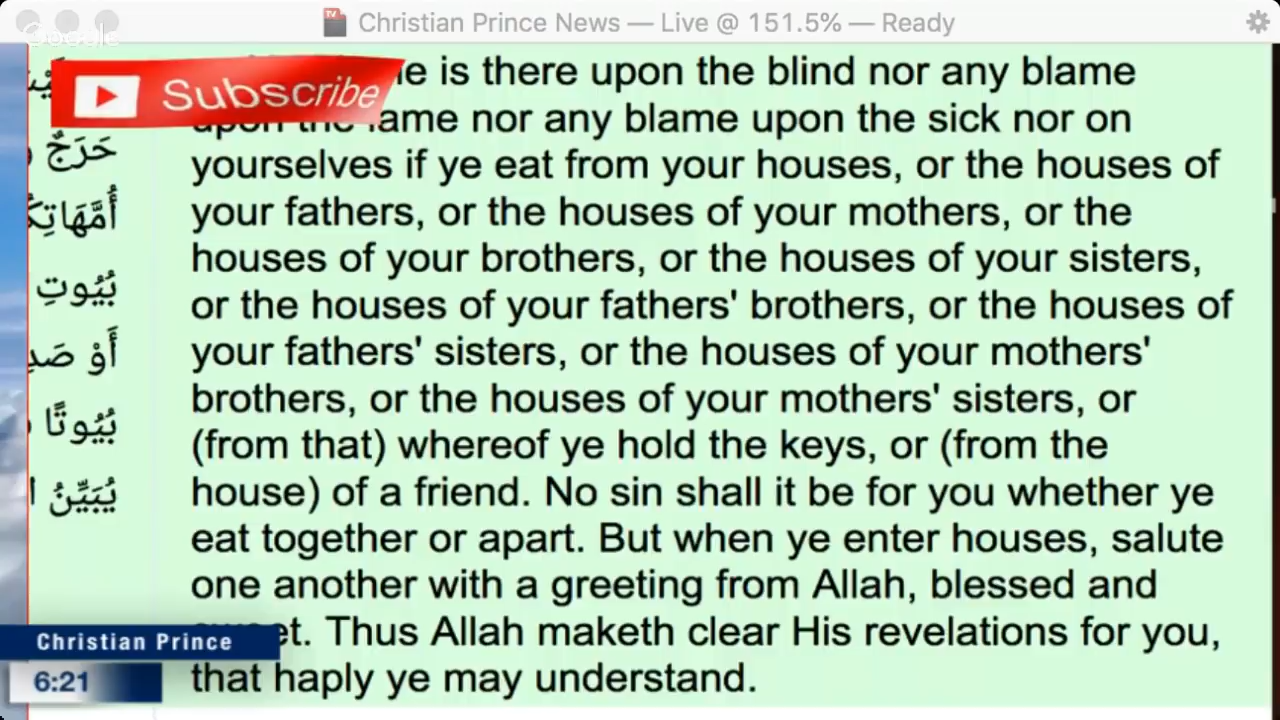 Christian Prince News — Live @ 151.5% — Ready
Google
Subscribe
is there upon the blind nor any blame
upon the lame nor any blame upon the sick nor on
yourselves if ye eat from your houses, or the houses of
your fathers, or the houses of your mothers, or the
houses of your brothers, or the houses of your sisters,
or the houses of your fathers' brothers, or the houses of
your fathers' sisters, or the houses of your mothers'
brothers, or the houses of your mothers' sisters, or
(from that) whereof ye hold the keys, or (from the
house) of a friend. No sin shall it be for you whether ye
eat together or apart. But when ye enter houses, salute
one another with a greeting from Allah, blessed and
Thus Allah maketh clear His revelations for you,
that haply ye may understand.
حَرَجٌ
بُيُوتِ
أَوْ
بُيُوتًا
يُبَيِّنُ
Christian Prince
6:21